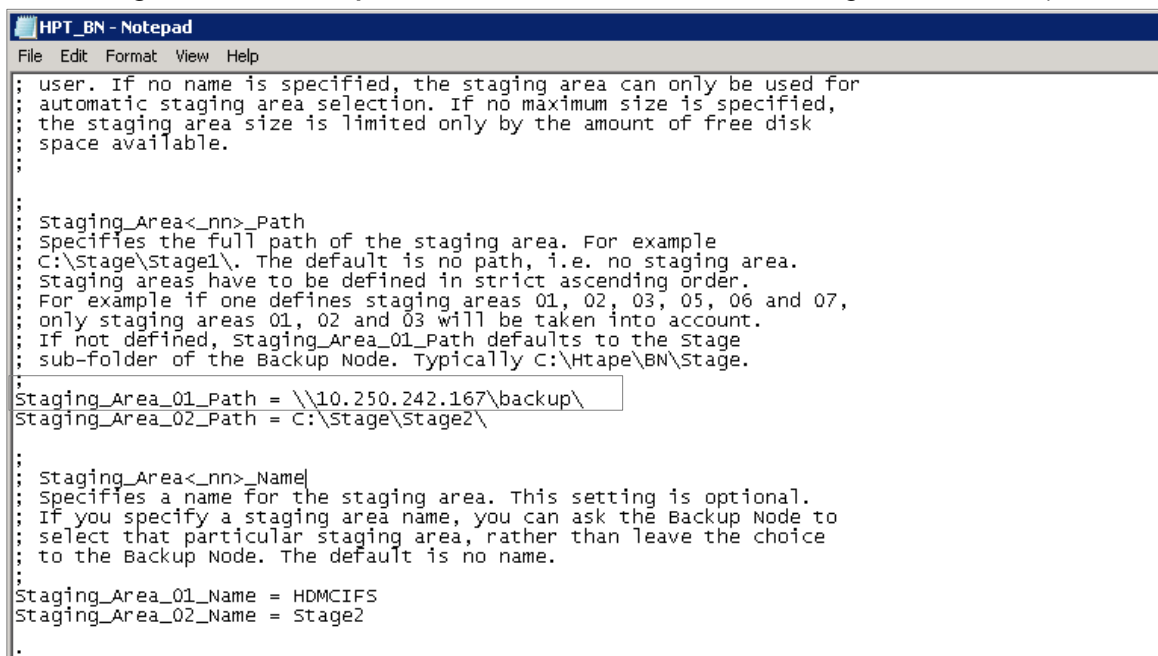 HPT_BN - Notepad
File Edit Format View Help
; user. If no name is specified, the staging area can only be used for
; automatic staging area selection. If no maximum size is specified,
; the staging area size is limited only by the amount of free disk
; space available.
;
;
; Staging_Area<_nn>_Path
; Specifies the full path of the staging area. For example
; C:\Stage\Stage1\. The default is no path, i.e. no staging area.
; Staging areas have to be defined in strict ascending order.
; For example if one defines staging areas 01, 02, 03, 05, 06 and 07,
; only staging areas 01, 02 and 03 will be taken into account.
; If not defined, Staging_Area_01_Path defaults to the Stage
; sub-folder of the Backup Node. Typically C:\Htape\BN\Stage.
;
Staging_Area_01_Path = \\10.250.242.167\backup\
Staging_Area_02_Path = C:\Stage\Stage2\
;
; Staging_Area<_nn>_Name
; Specifies a name for the staging area. This setting is optional.
; If you specify a staging area name, you can ask the Backup Node to
; select that particular staging area, rather than leave the choice
; to the Backup Node. The default is no name.
;
Staging_Area_01_Name = HDMCIFS
Staging_Area_02_Name = Stage2